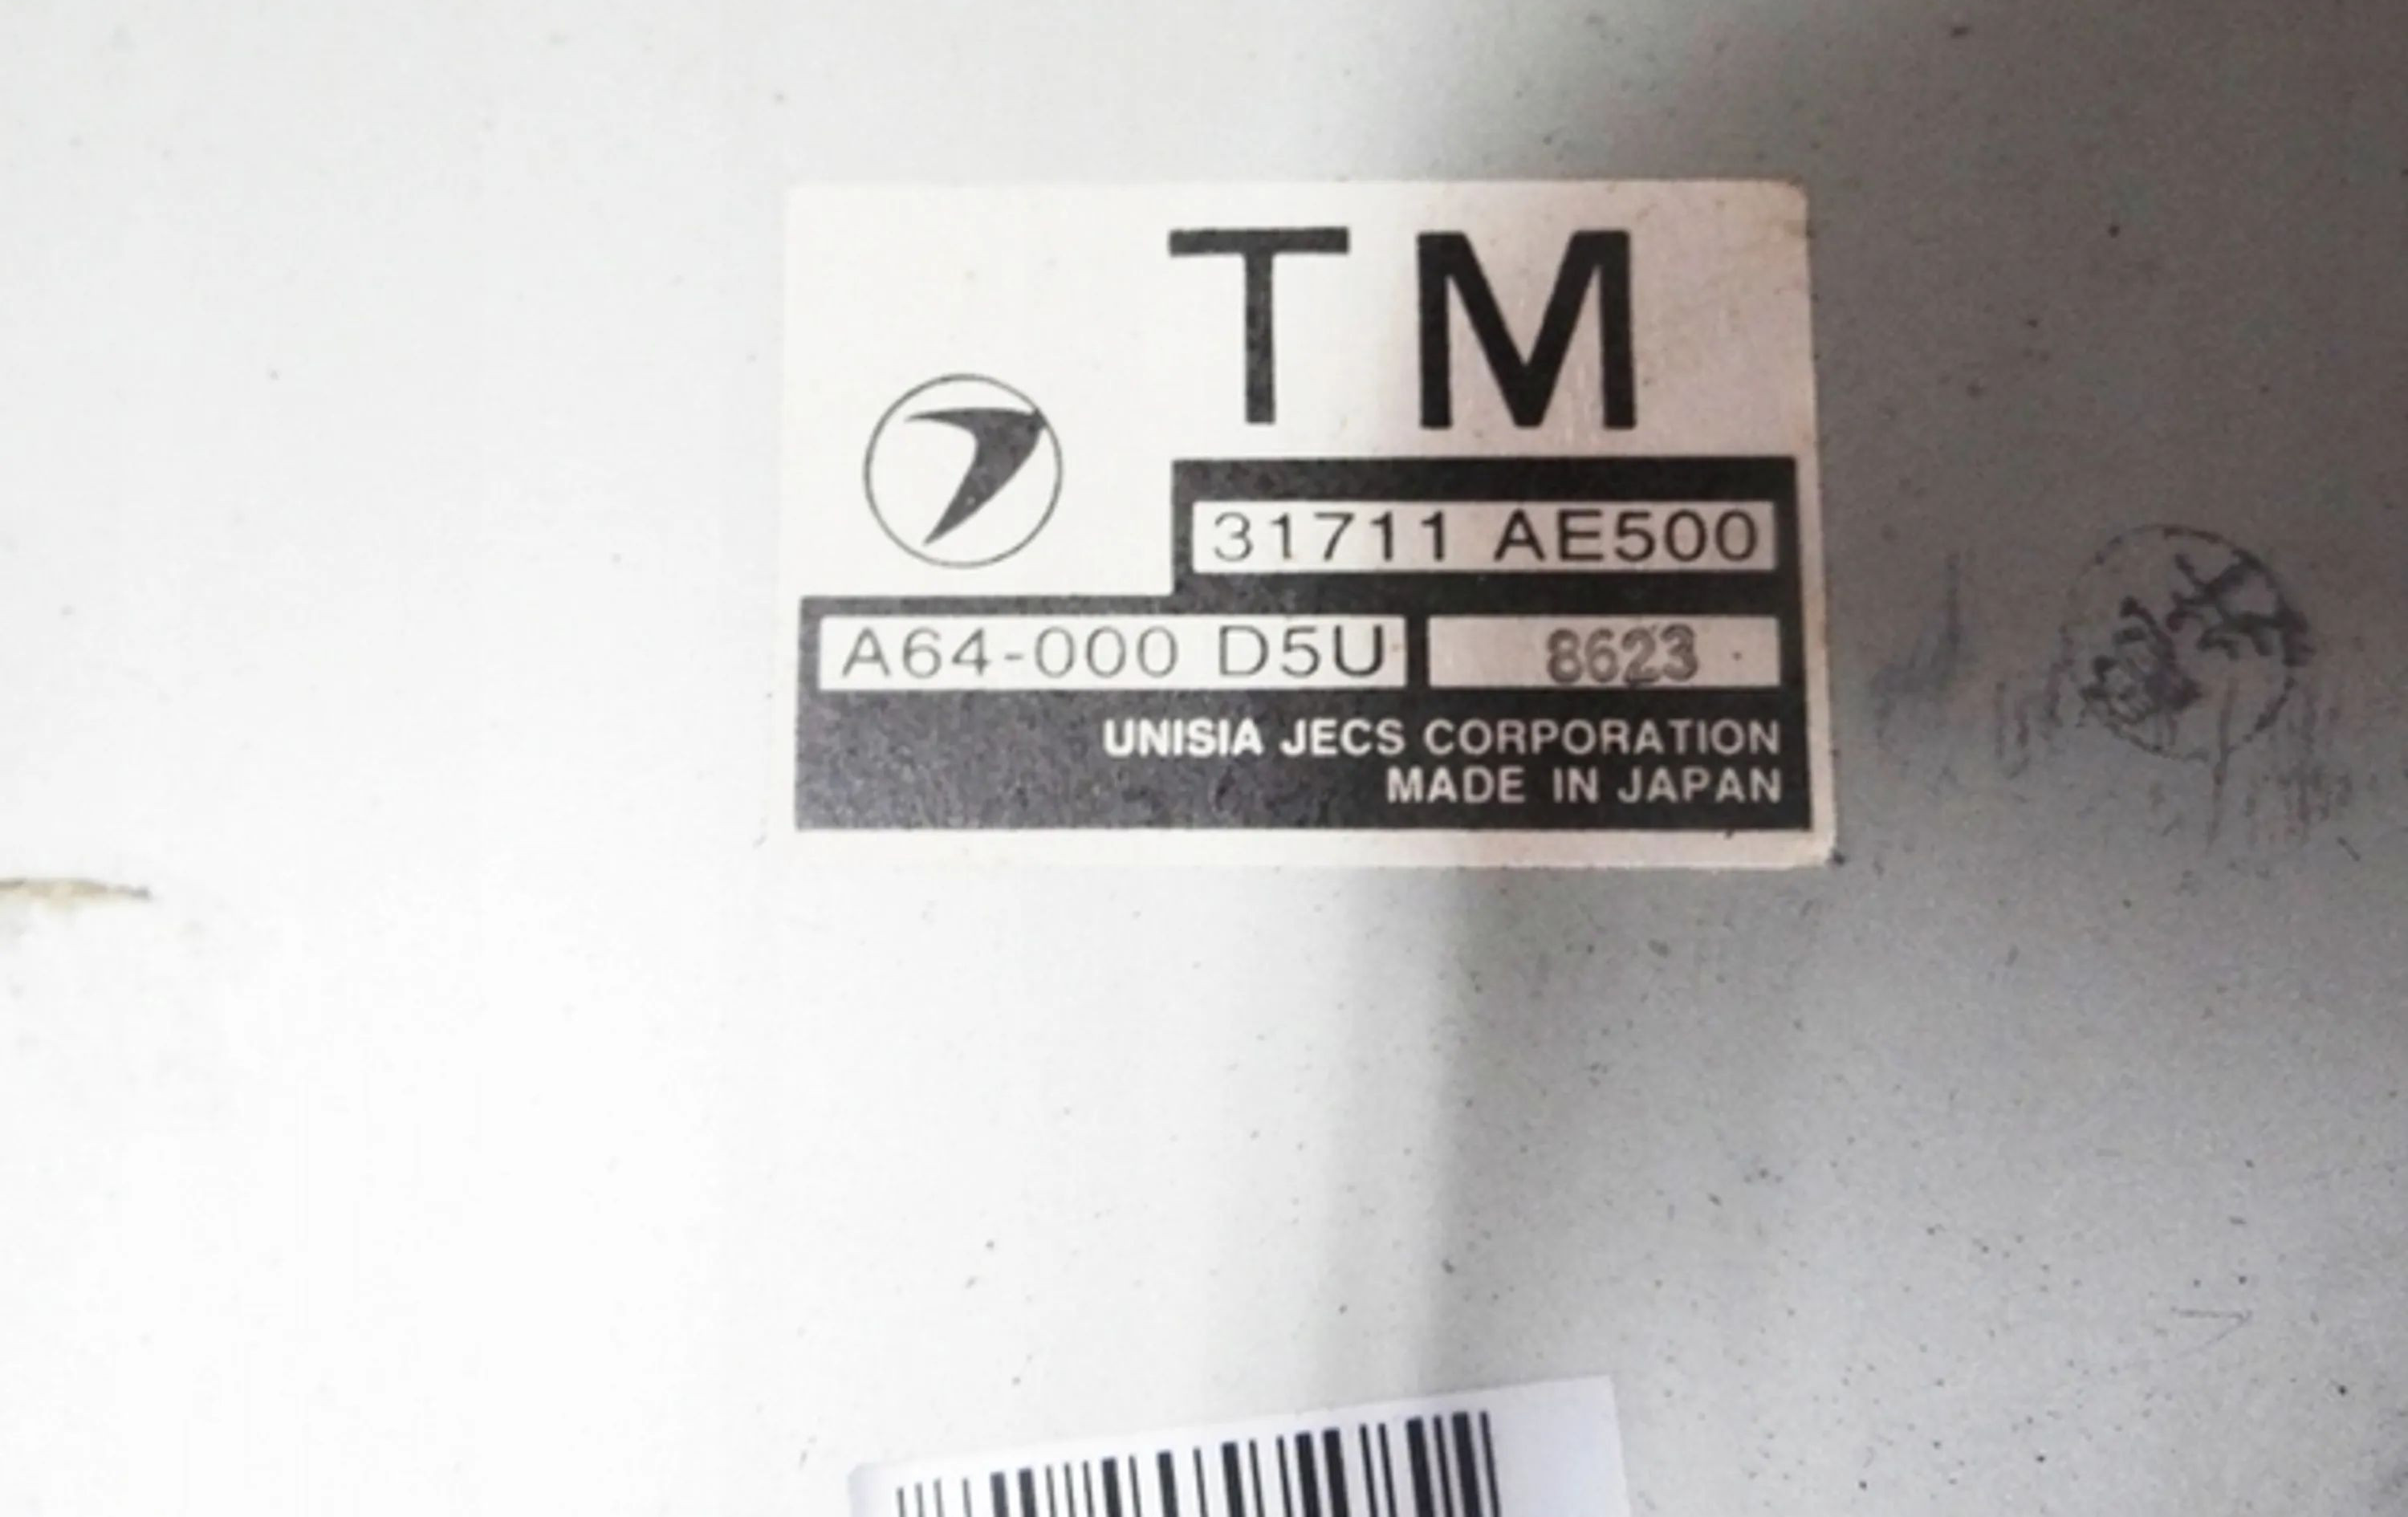 TM
31711 AE500
A64-000 D5U 8623
UNISIA JECS CORPORATION
MADE IN JAPAN